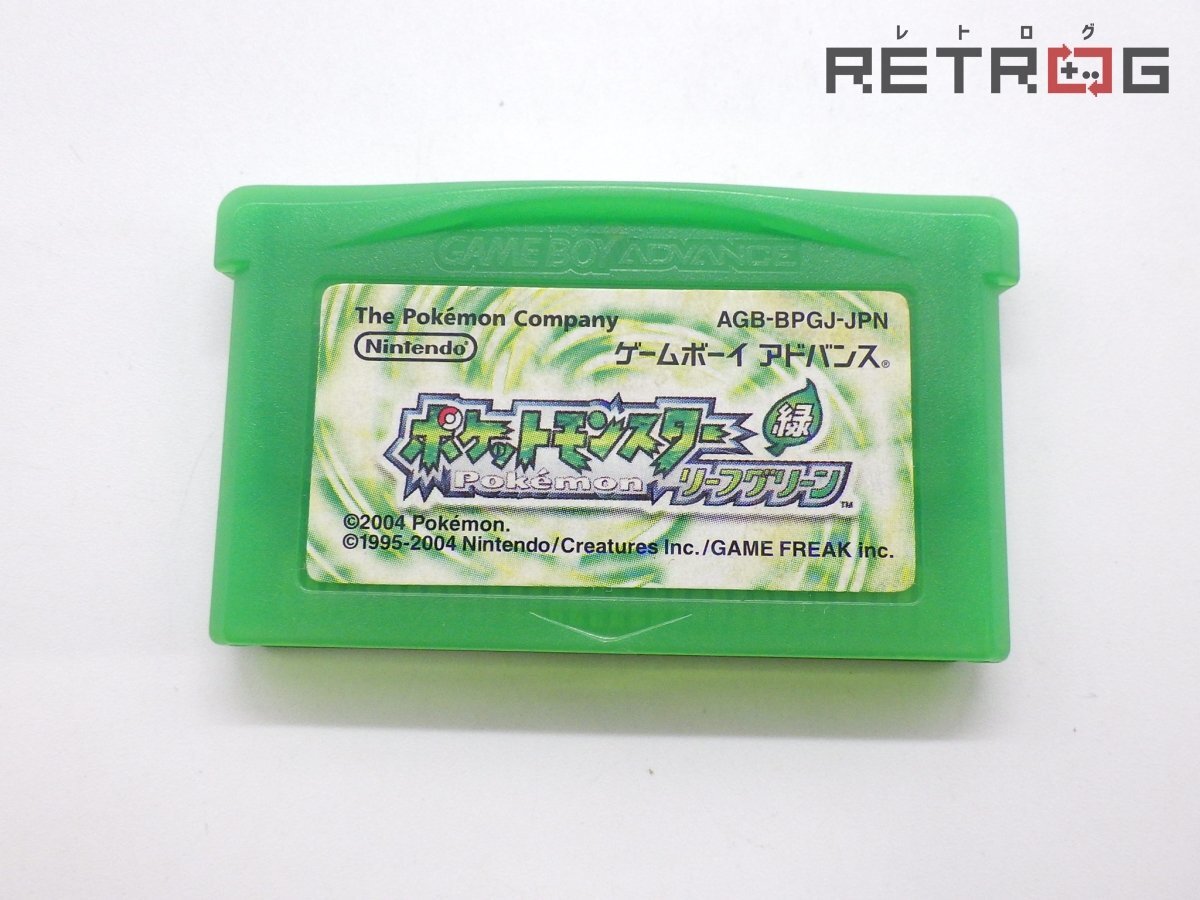 レトログ
RETROG
GAME BOY ADVANCE
The Pokémon Company
AGB-BPGJ-JPN
Nintendo®
ゲームボーイ アドバンス®
ポケットモンスター 緑
Pokémon リーフグリーン™
©2004 Pokémon.
©1995-2004 Nintendo/Creatures Inc./GAME FREAK inc.